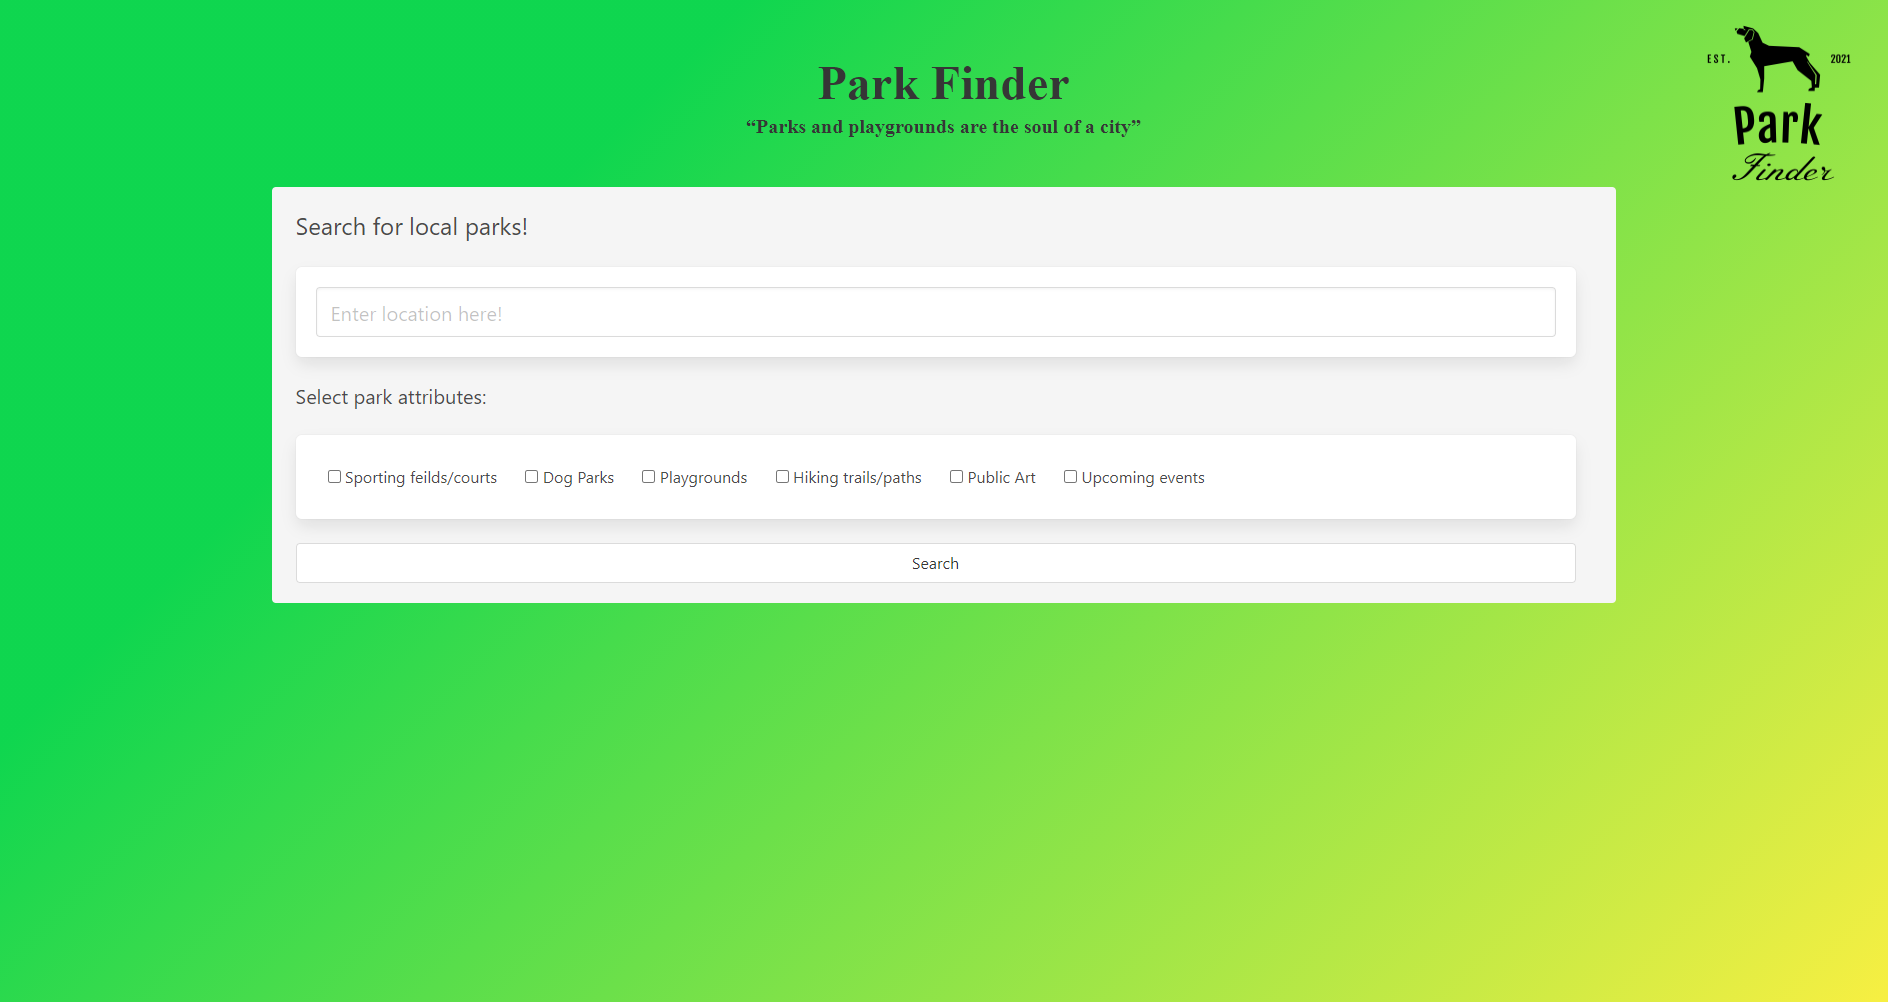 Park Finder
“Parks and playgrounds are the soul of a city”
EST.
2021
Park
Finder
Search for local parks!
Enter location here!
Select park attributes:
Sporting feilds/courts Dog Parks Playgrounds Hiking trails/paths Public Art Upcoming events
Search